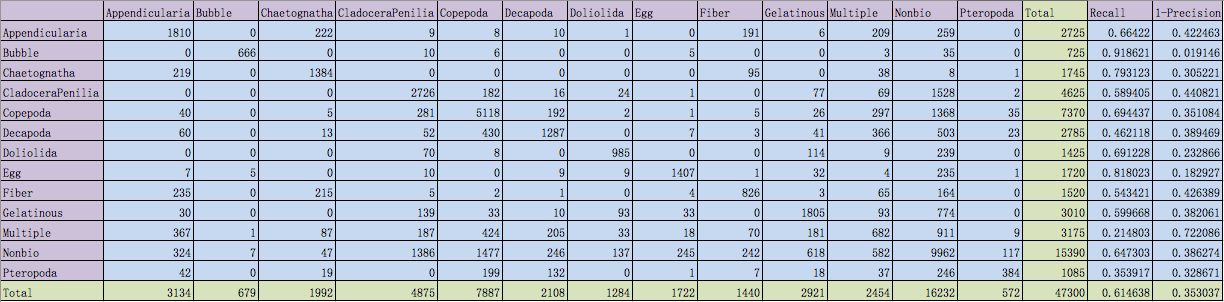 Appendicularia Bubble Chaetognatha CladoceraPenilia Copepoda Decapoda Doliolida Egg Fiber Gelatinous Multiple Nonbio Pteropoda Total Recall 1-Precision
Appendicularia 1810 0 222 9 8 10 1 0 191 6 209 259 0 2725 0.66422 0.422463
Bubble 0 666 0 10 6 0 0 5 0 0 3 35 0 725 0.918621 0.019146
Chaetognatha 219 0 1384 0 0 0 0 0 95 0 38 8 1 1745 0.793123 0.305221
CladoceraPenilia 0 0 0 2726 182 16 24 1 0 77 69 1528 2 4625 0.589405 0.440821
Copepoda 40 0 5 281 5118 192 2 1 5 26 297 1368 35 7370 0.694437 0.351084
Decapoda 60 0 13 52 430 1287 0 7 3 41 366 503 23 2785 0.462118 0.389469
Doliolida 0 0 0 70 8 0 985 0 0 114 9 239 0 1425 0.691228 0.232866
Egg 7 5 0 10 0 9 9 1407 1 32 4 235 1 1720 0.818023 0.182927
Fiber 235 0 215 5 2 1 0 4 826 3 65 164 0 1520 0.543421 0.426389
Gelatinous 30 0 0 139 33 10 93 33 0 1805 93 774 0 3010 0.599668 0.382061
Multiple 367 1 87 187 424 205 33 18 70 181 682 911 9 3175 0.214803 0.722086
Nonbio 324 7 47 1386 1477 246 137 245 242 618 582 9962 117 15390 0.647303 0.386274
Pteropoda 42 0 19 0 199 132 0 1 7 18 37 246 384 1085 0.353917 0.328671
Total 3134 679 1992 4875 7887 2108 1284 1722 1440 2921 2454 16232 572 47300 0.614638 0.353037